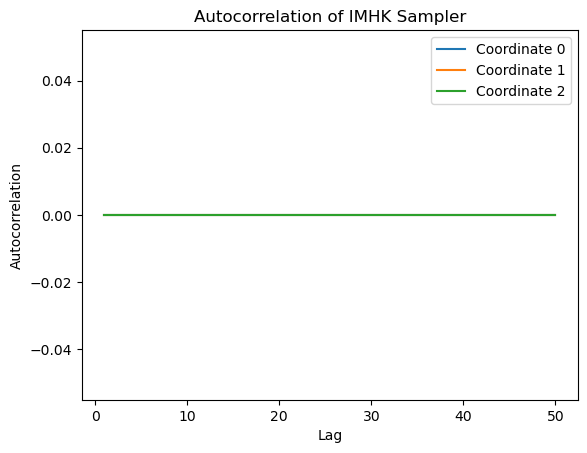 Autocorrelation of IMHK Sampler
Coordinate 0
Coordinate 1
Coordinate 2
Autocorrelation
0.04
0.02
0.00
−0.02
−0.04
0 10 20 30 40 50
Lag